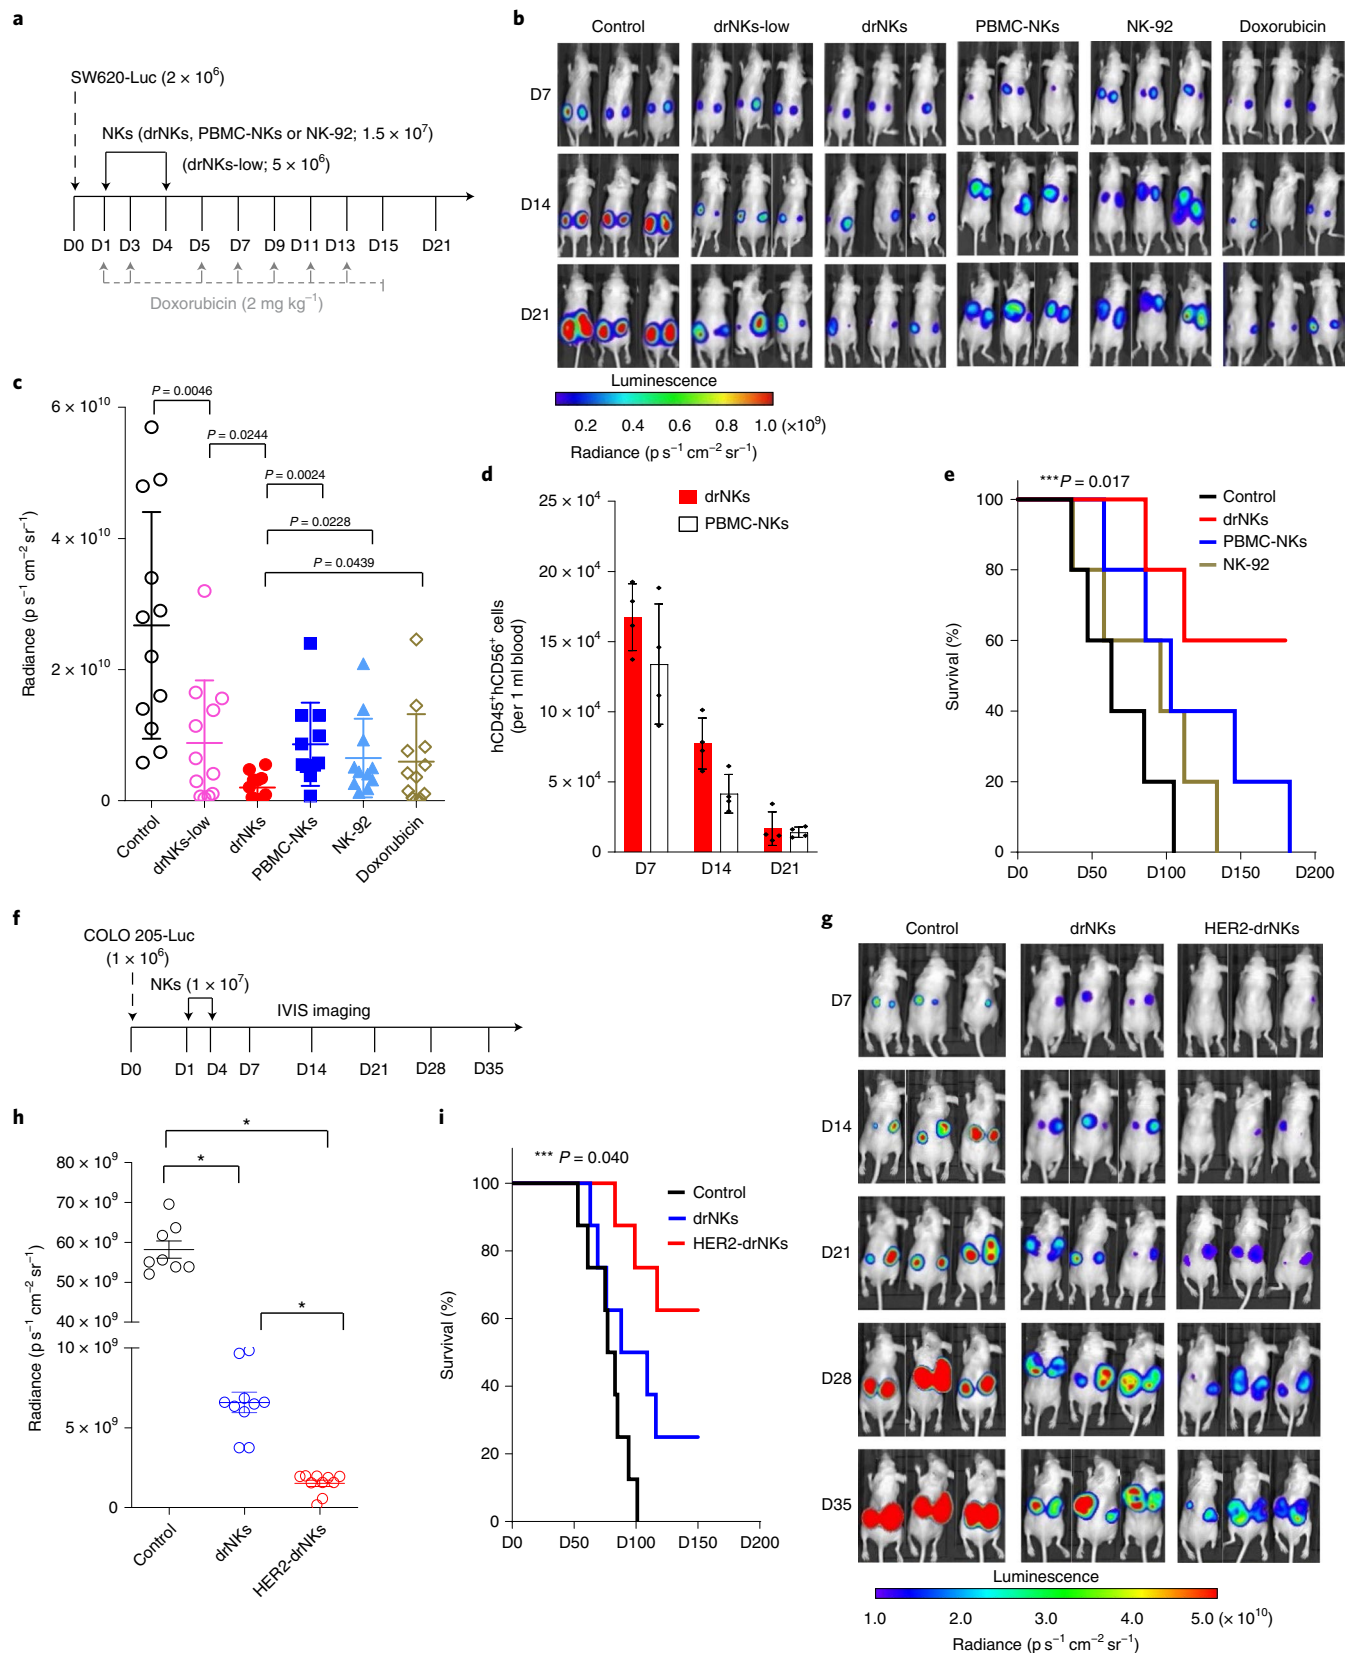 a
SW620-Luc (2 × 10⁶)
NKs (drNKs, PBMC-NKs or NK-92; 1.5 × 10⁷)
(drNKs-low; 5 × 10⁶)
D0 D1 D3 D4 D5 D7 D9 D11 D13 D15 D21
Doxorubicin (2 mg kg⁻¹)
b
Control drNKs-low drNKs PBMC-NKs NK-92 Doxorubicin
D7
D14
D21
Luminescence
0.2 0.4 0.6 0.8 1.0 (×10⁹)
Radiance (p s⁻¹ cm⁻² sr⁻¹)
c
P = 0.0046
P = 0.0244
P = 0.0024
P = 0.0228
P = 0.0439
6 × 10¹⁰
4 × 10¹⁰
2 × 10¹⁰
0
Radiance (p s⁻¹ cm⁻² sr⁻¹)
Control drNKs-low drNKs PBMC-NKs NK-92 Doxorubicin
d
drNKs
PBMC-NKs
25 × 10⁴
20 × 10⁴
15 × 10⁴
10 × 10⁴
5 × 10⁴
0
hCD45⁺hCD56⁺ cells
(per 1 ml blood)
D7 D14 D21
e
***P = 0.017
Control
drNKs
PBMC-NKs
NK-92
100
80
60
40
20
0
Survival (%)
D0 D50 D100 D150 D200
f
COLO 205-Luc
(1 × 10⁶)
NKs (1 × 10⁷)
IVIS imaging
D0 D1 D4 D7 D14 D21 D28 D35
g
Control drNKs HER2-drNKs
D7
D14
D21
D28
D35
Luminescence
1.0 2.0 3.0 4.0 5.0 (× 10¹⁰)
Radiance (p s⁻¹ cm⁻² sr⁻¹)
h
*
*
*
80 × 10⁹
70 × 10⁹
60 × 10⁹
50 × 10⁹
40 × 10⁹
10 × 10⁹
5 × 10⁹
0
Radiance (p s⁻¹ cm⁻² sr⁻¹)
Control drNKs HER2-drNKs
i
*** P = 0.040
Control
drNKs
HER2-drNKs
100
80
60
40
20
0
Survival (%)
D0 D50 D100 D150 D200